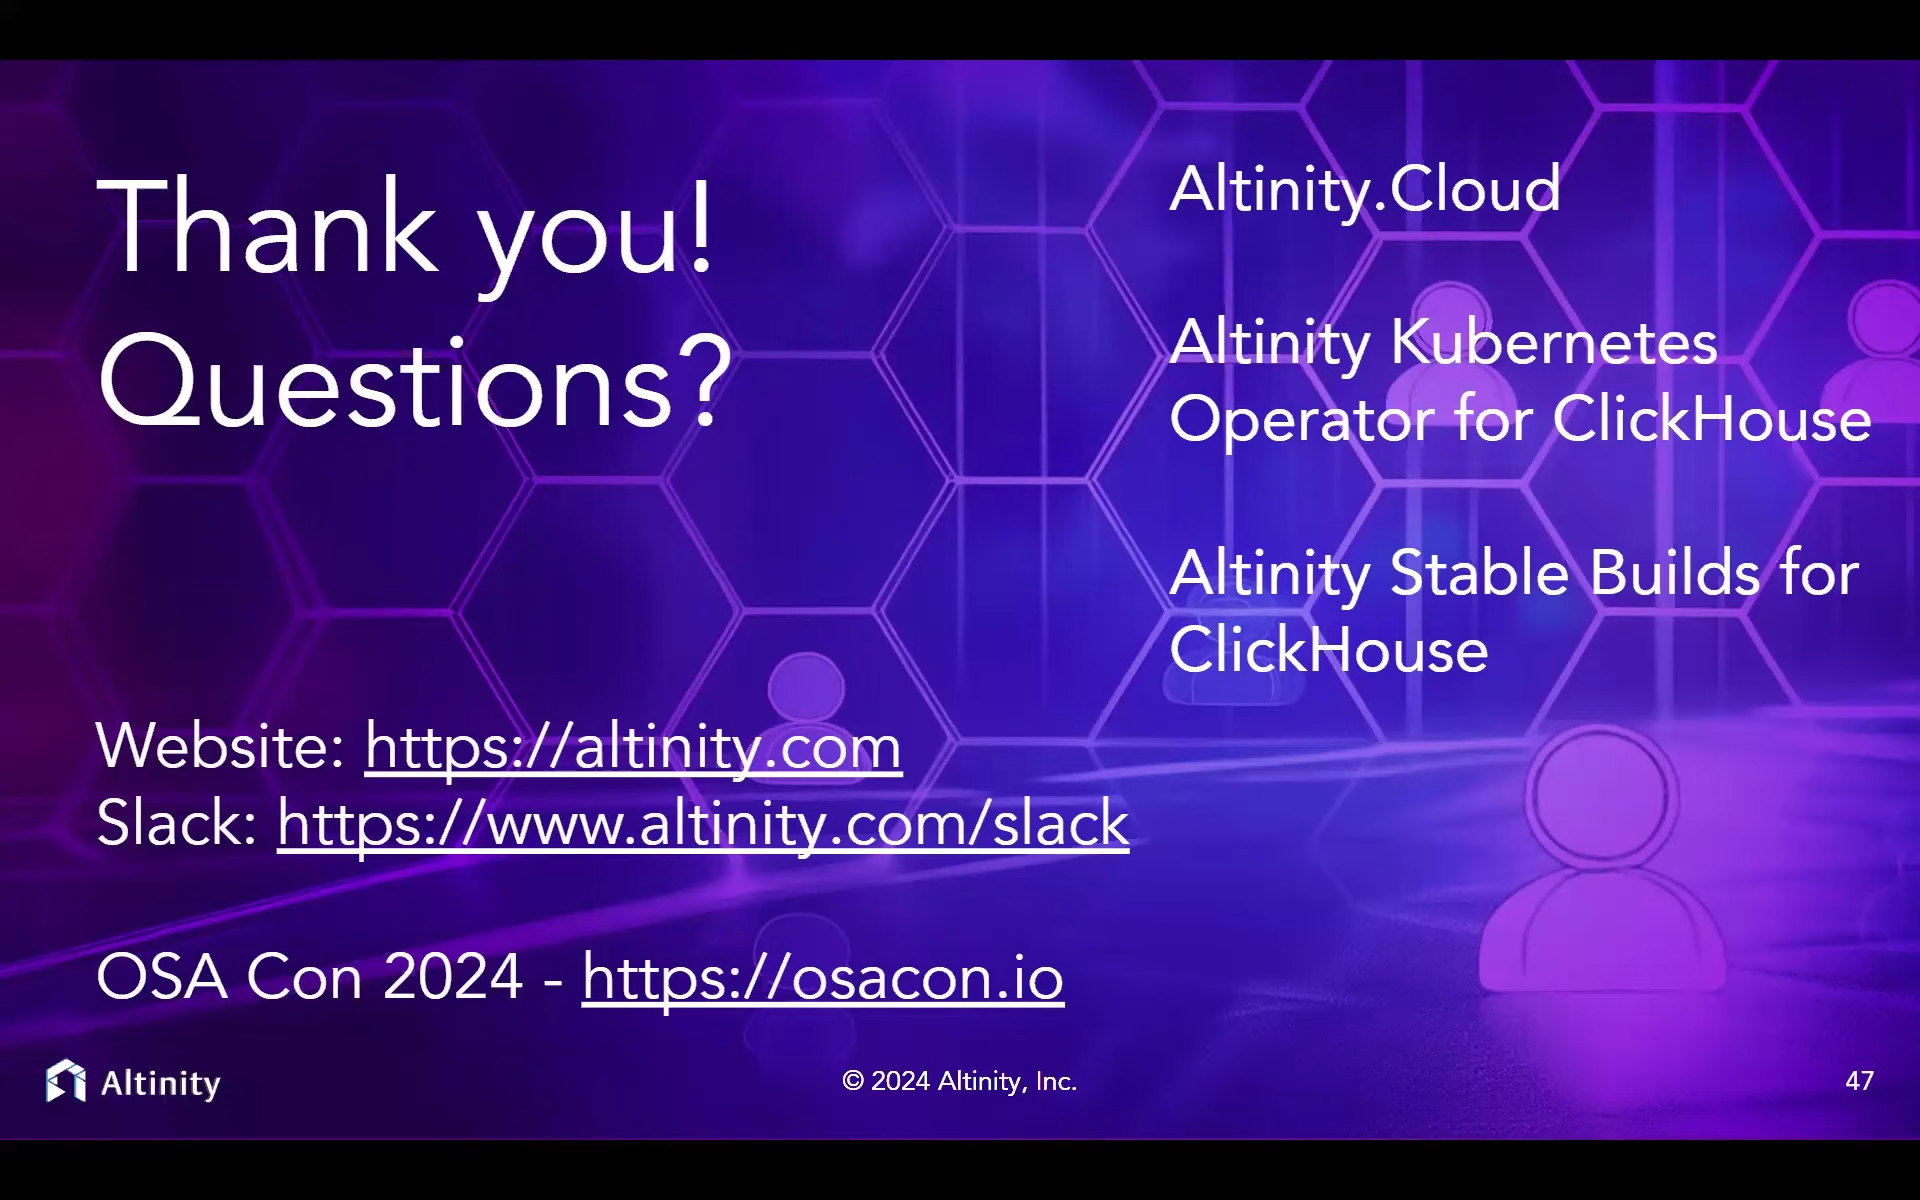 Thank you!
Questions?
Website: https://altinity.com
Slack: https://www.altinity.com/slack
OSA Con 2024 - https://osacon.io
Altinity.Cloud
Altinity Kubernetes
Operator for ClickHouse
Altinity Stable Builds for
ClickHouse
Altinity
© 2024 Altinity, Inc.
47